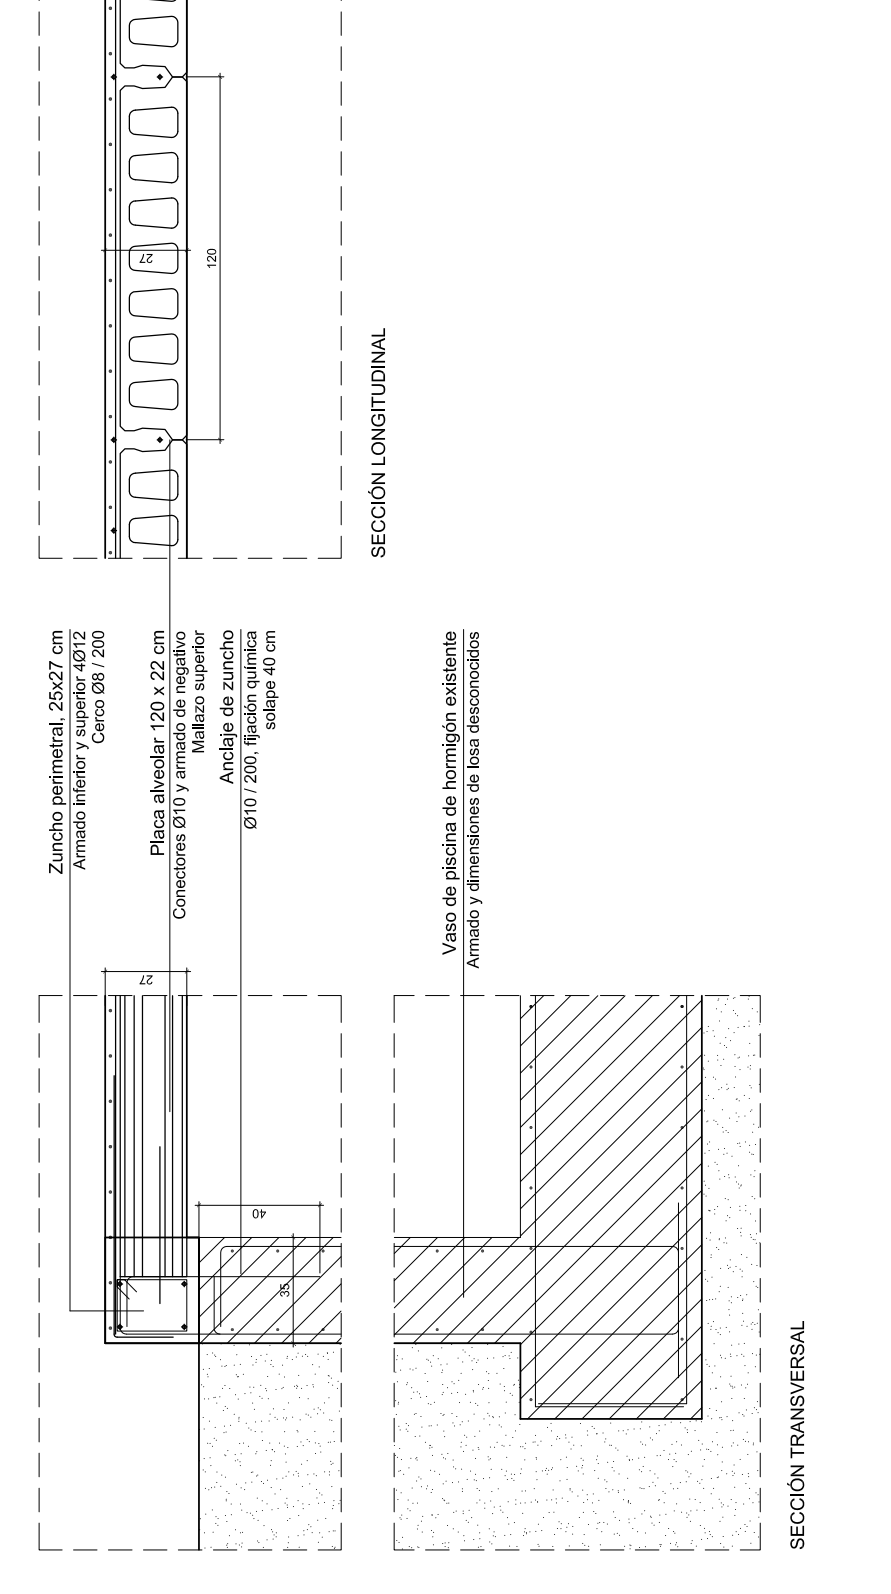 Zuncho perimetral, 25x27 cm
Armado inferior y superior 4Ø12
Cerco Ø8 / 200
Placa alveolar 120 x 22 cm
Conectores Ø10 y armado de negativo
Mallazo superior
Anclaje de zuncho
Ø10 / 200, fijación química
solape 40 cm
Vaso de piscina de hormigón existente
Armado y dimensiones de losa desconocidos
27
40
35
SECCIÓN TRANSVERSAL
27
120
SECCIÓN LONGITUDINAL